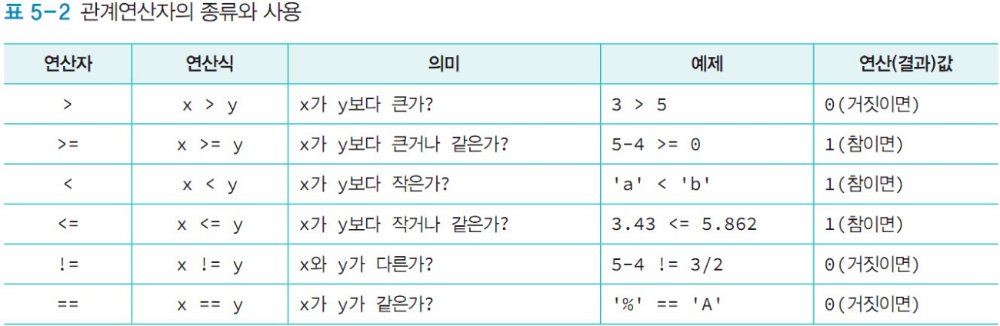 표 5-2 관계연산자의 종류와 사용
연산자 연산식 의미 예제 연산(결과)값
> x > y x가 y보다 큰가? 3 > 5 0(거짓이면)
>= x >= y x가 y보다 큰거나 같은가? 5-4 >= 0 1(참이면)
< x < y x가 y보다 작은가? 'a' < 'b' 1(참이면)
<= x <= y x가 y보다 작거나 같은가? 3.43 <= 5.862 1(참이면)
!= x != y x와 y가 다른가? 5-4 != 3/2 0(거짓이면)
== x == y x가 y가 같은가? '%' == 'A' 0(거짓이면)